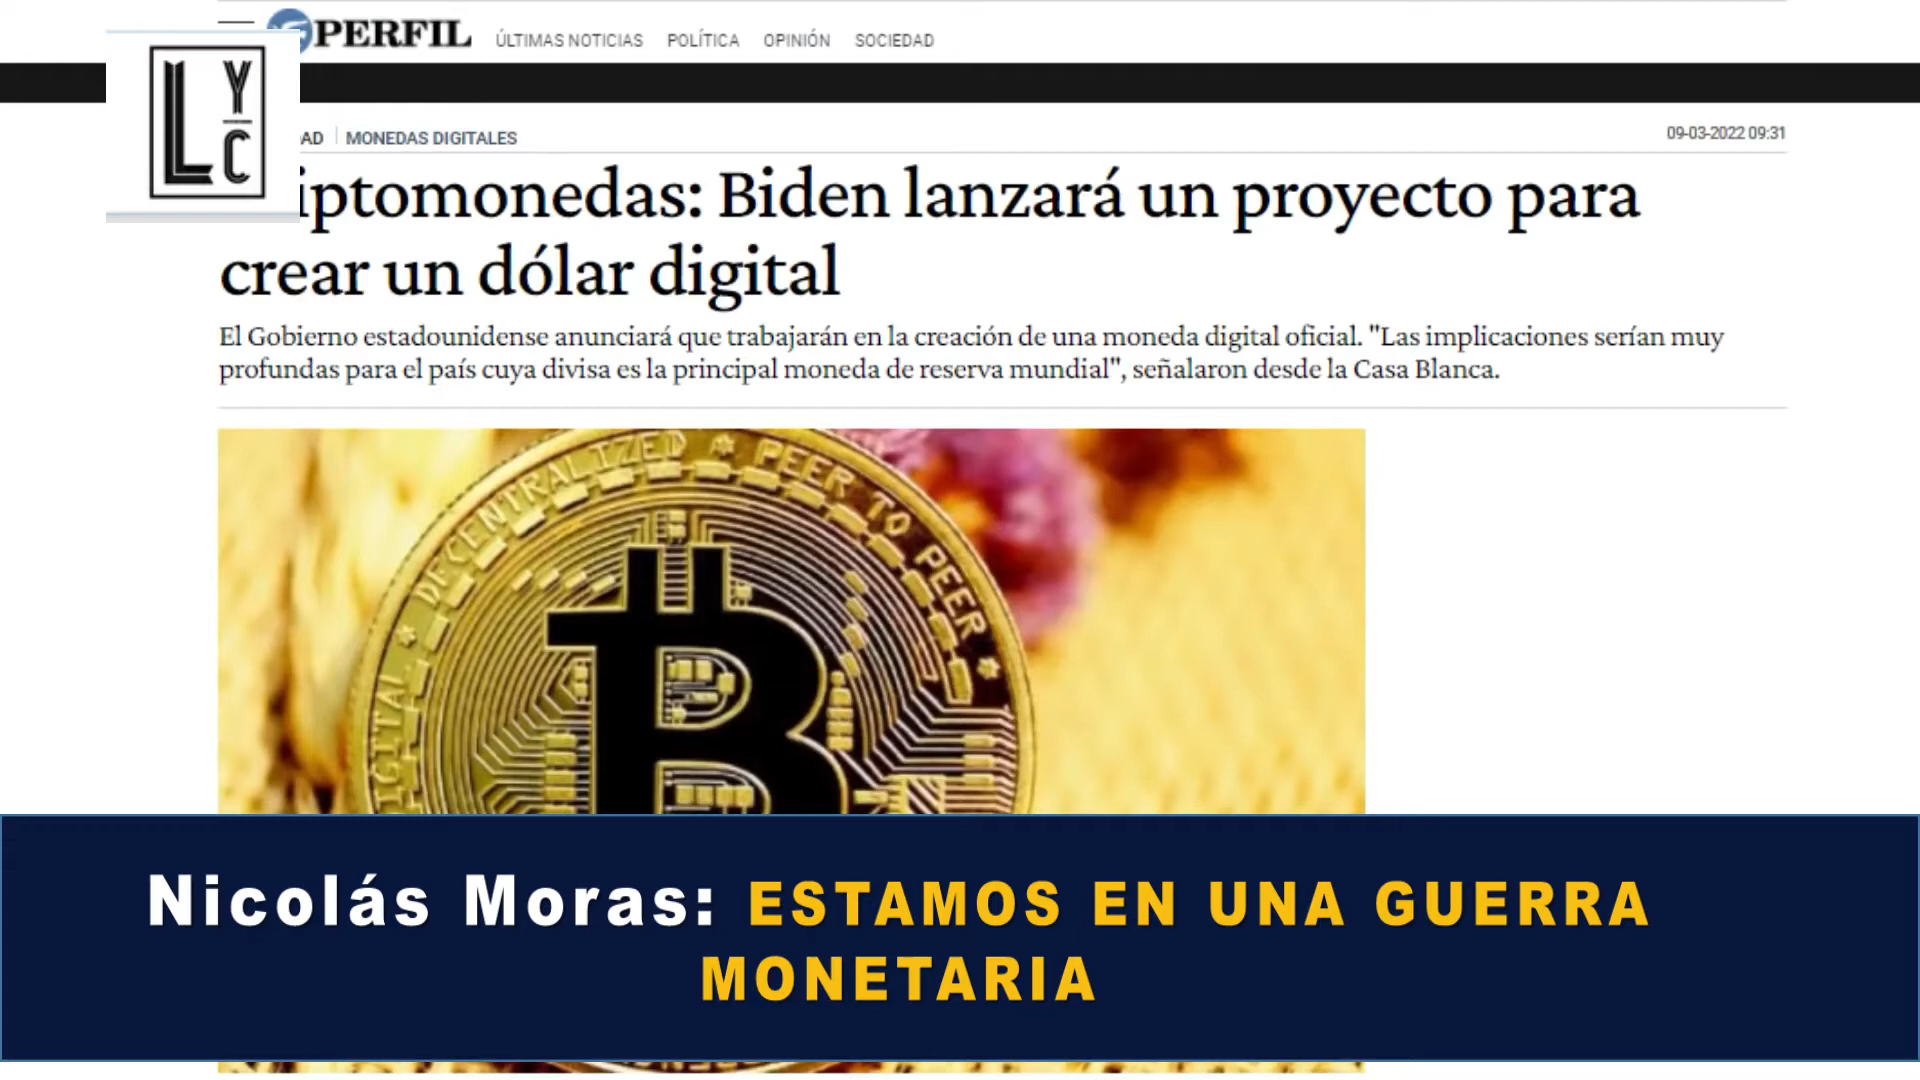 PERFIL
ÚLTIMAS NOTICIAS POLÍTICA OPINIÓN SOCIEDAD
L Y C
AD MONEDAS DIGITALES
09-03-2022 09:31
iptomonedas: Biden lanzará un proyecto para
crear un dólar digital
El Gobierno estadounidense anunciará que trabajarán en la creación de una moneda digital oficial. "Las implicaciones serían muy
profundas para el país cuya divisa es la principal moneda de reserva mundial", señalaron desde la Casa Blanca.
DIGITAL * DECENTRALIZED * PEER TO PEER *
Nicolás Moras: ESTAMOS EN UNA GUERRA
MONETARIA